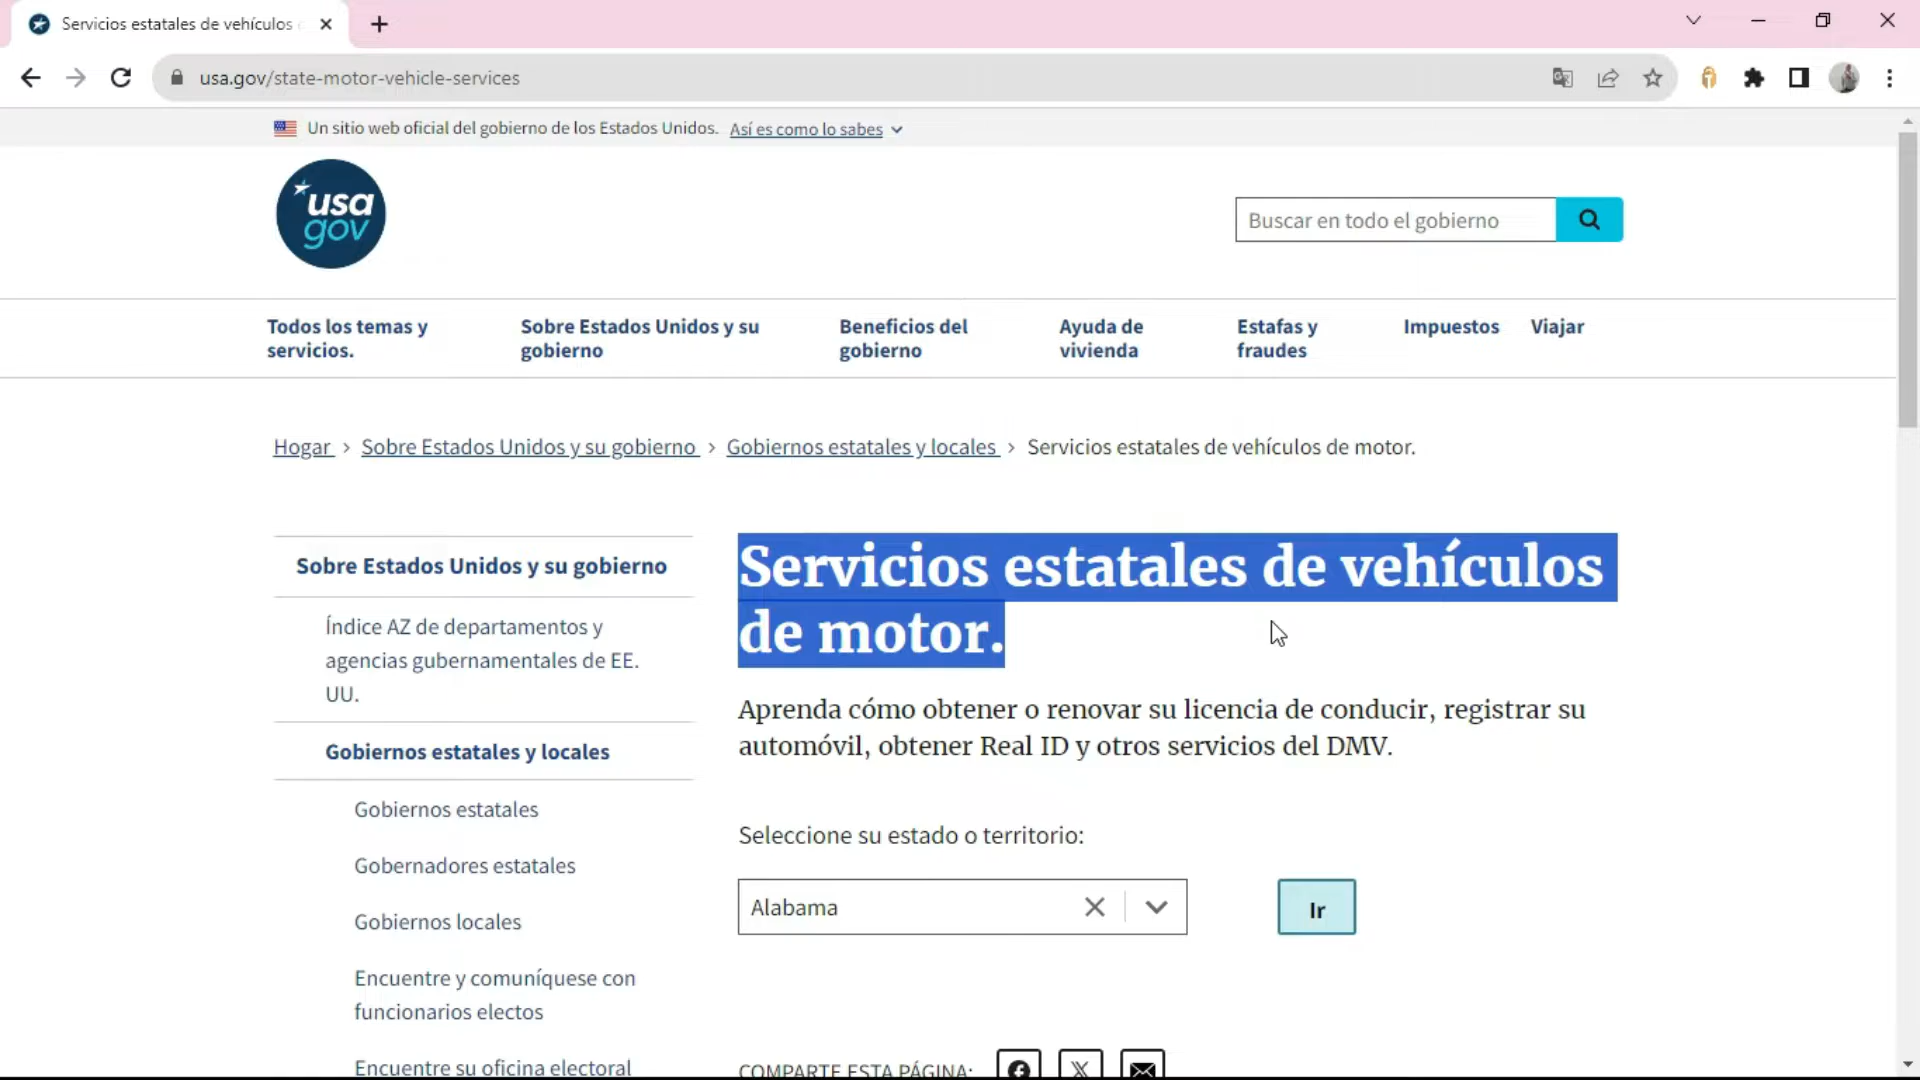 Servicios estatales de vehículos
usa.gov/state-motor-vehicle-services
Un sitio web oficial del gobierno de los Estados Unidos. Así es como lo sabes
usa
gov
Buscar en todo el gobierno
Todos los temas y
servicios.
Sobre Estados Unidos y su
gobierno
Beneficios del
gobierno
Ayuda de
vivienda
Estafas y
fraudes
Impuestos
Viajar
Hogar > Sobre Estados Unidos y su gobierno > Gobiernos estatales y locales > Servicios estatales de vehículos de motor.
Sobre Estados Unidos y su gobierno
Índice AZ de departamentos y
agencias gubernamentales de EE.
UU.
Gobiernos estatales y locales
Gobiernos estatales
Gobernadores estatales
Gobiernos locales
Encuentre y comuníquese con
funcionarios electos
Encuentre su oficina electoral
Servicios estatales de vehículos
de motor.
Aprenda cómo obtener o renovar su licencia de conducir, registrar su
automóvil, obtener Real ID y otros servicios del DMV.
Seleccione su estado o territorio:
Alabama
Ir
COMPARTE ESTA PÁGINA: